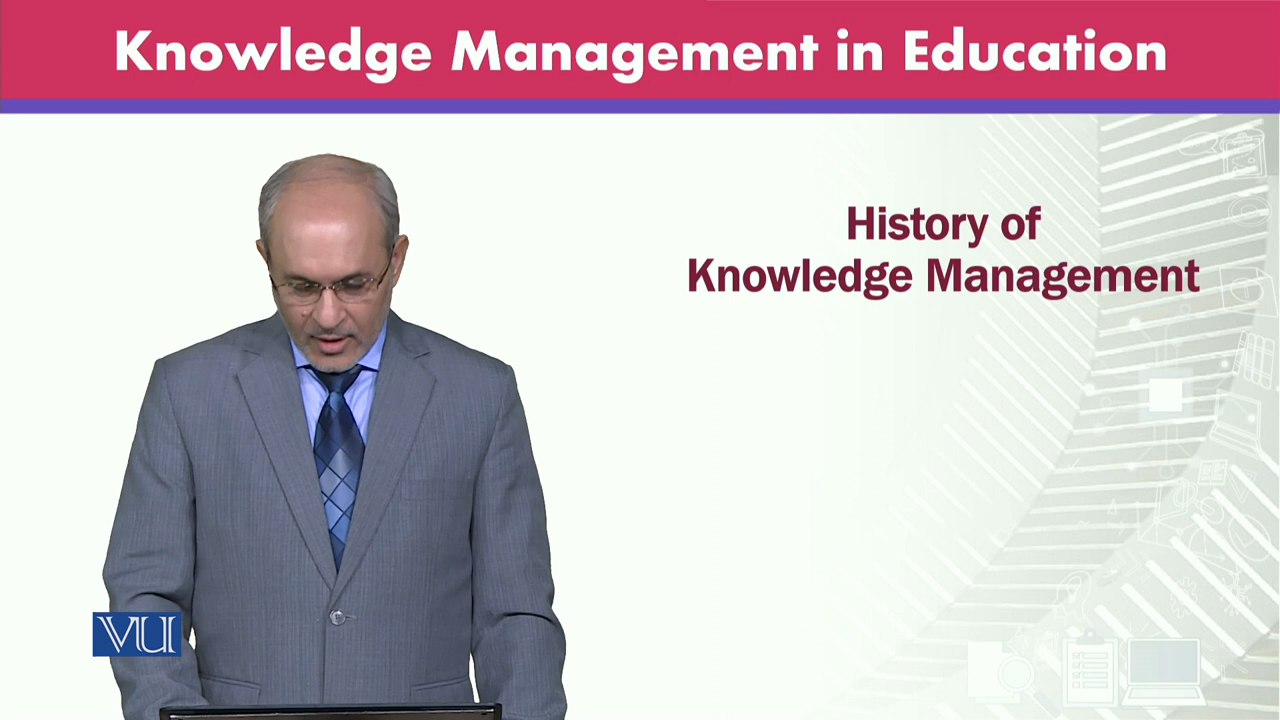 Knowledge Management in Education
History of
Knowledge Management
VU